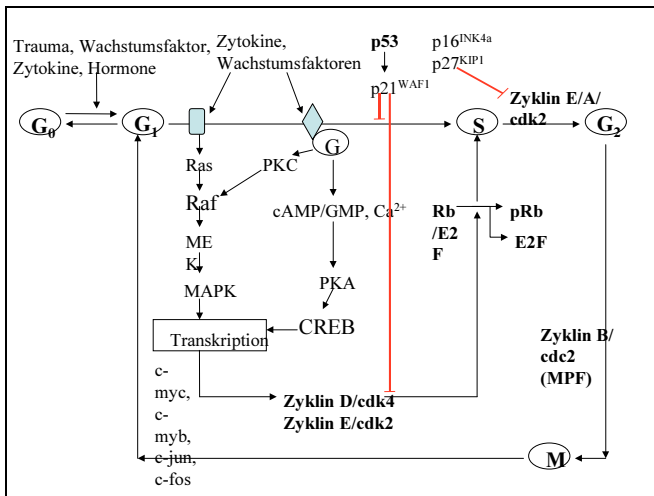 Trauma, Wachstumsfaktor,
Zytokine, Hormone
Zytokine,
Wachstumsfaktoren
p53
p21WAF1
p16INK4a
p27KIP1
Zyklin E/A/
cdk2
G0
G1
S
G2
G
Ras
PKC
Raf
cAMP/GMP, Ca2+
Rb
/E2
F
pRb
E2F
ME
K
MAPK
PKA
Transkription
CREB
Zyklin B/
cdc2
(MPF)
c-
myc,
c-
myb,
c-jun,
c-fos
Zyklin D/cdk4
Zyklin E/cdk2
M